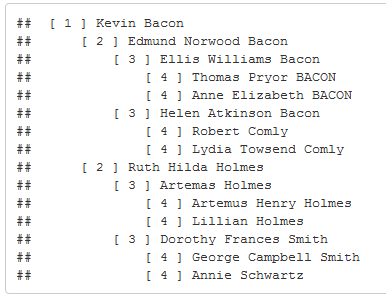 ## [ 1 ] Kevin Bacon
## [ 2 ] Edmund Norwood Bacon
## [ 3 ] Ellis Williams Bacon
## [ 4 ] Thomas Pryor BACON
## [ 4 ] Anne Elizabeth BACON
## [ 3 ] Helen Atkinson Bacon
## [ 4 ] Robert Comly
## [ 4 ] Lydia Towsend Comly
## [ 2 ] Ruth Hilda Holmes
## [ 3 ] Artemas Holmes
## [ 4 ] Artemus Henry Holmes
## [ 4 ] Lillian Holmes
## [ 3 ] Dorothy Frances Smith
## [ 4 ] George Campbell Smith
## [ 4 ] Annie Schwartz